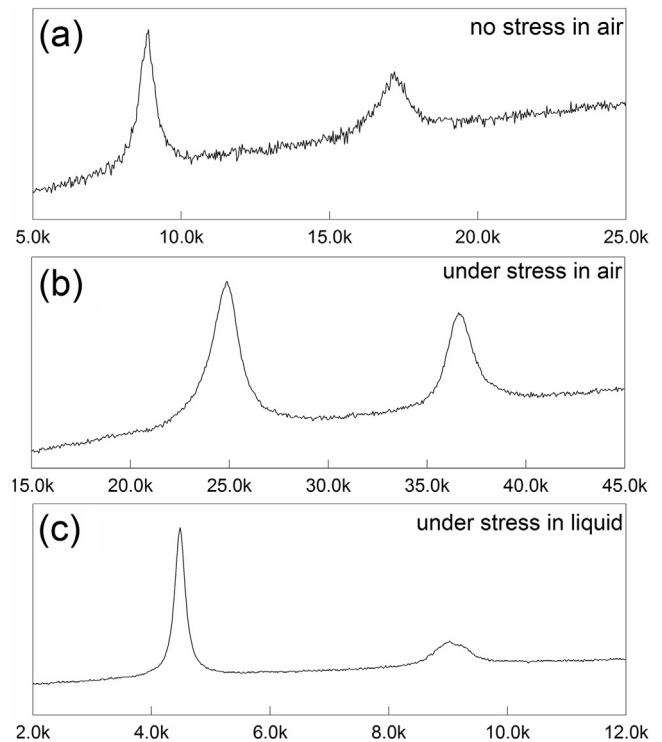 (a)
no stress in air
5.0k 10.0k 15.0k 20.0k 25.0k
(b)
under stress in air
15.0k 20.0k 25.0k 30.0k 35.0k 40.0k 45.0k
(c)
under stress in liquid
2.0k 4.0k 6.0k 8.0k 10.0k 12.0k